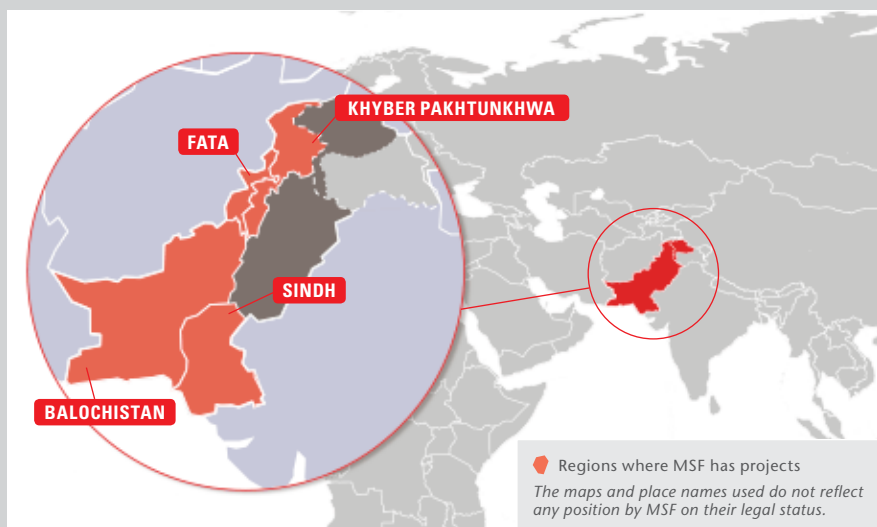 KHYBER PAKHTUNKHWA
FATA
SINDH
BALOCHISTAN
Regions where MSF has projects
The maps and place names used do not reflect
any position by MSF on their legal status.